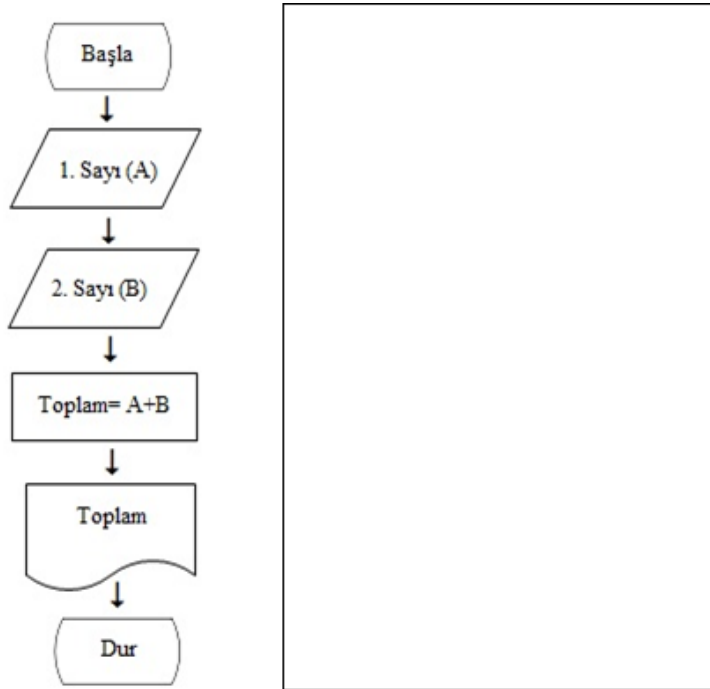 Başla
1. Sayı (A)
2. Sayı (B)
Toplam= A+B
Toplam
Dur